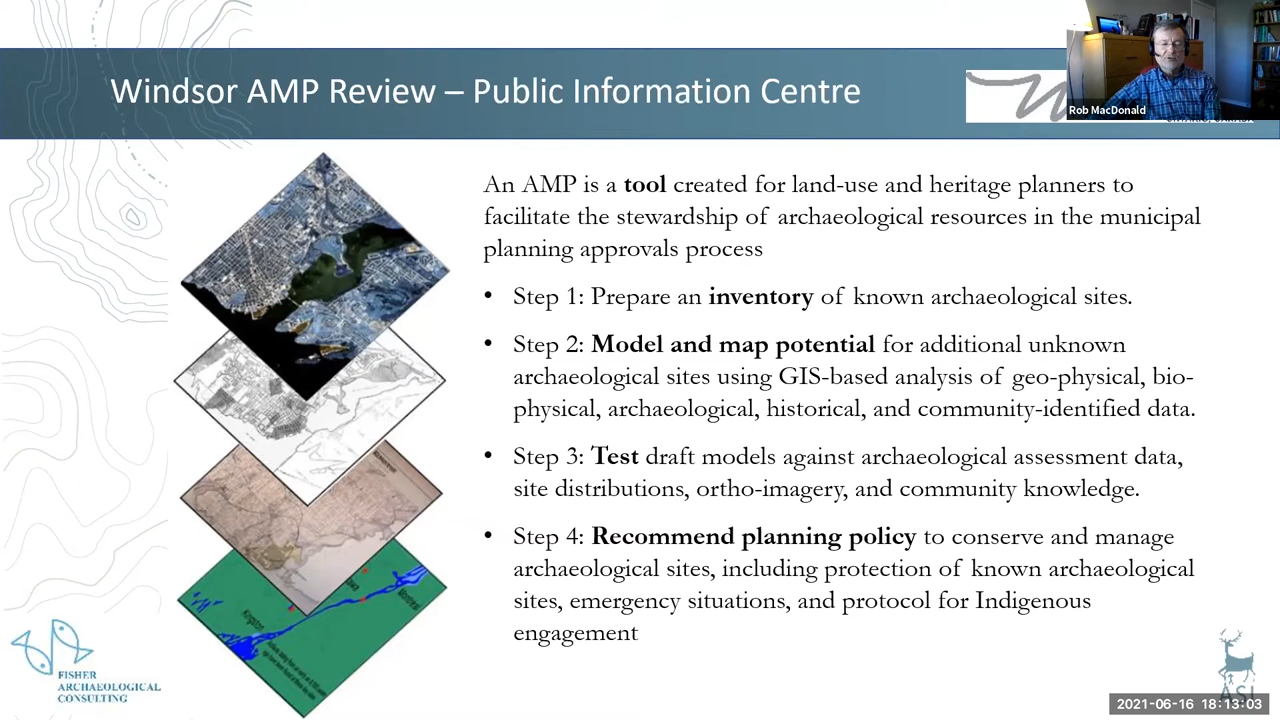 Windsor AMP Review – Public Information Centre
Rob MacDonald
An AMP is a tool created for land-use and heritage planners to
facilitate the stewardship of archaeological resources in the municipal
planning approvals process
• Step 1: Prepare an inventory of known archaeological sites.
• Step 2: Model and map potential for additional unknown
archaeological sites using GIS-based analysis of geo-physical, bio-
physical, archaeological, historical, and community-identified data.
• Step 3: Test draft models against archaeological assessment data,
site distributions, ortho-imagery, and community knowledge.
• Step 4: Recommend planning policy to conserve and manage
archaeological sites, including protection of known archaeological
sites, emergency situations, and protocol for Indigenous
engagement
Kingston
Montréal
FISHER
ARCHAEOLOGICAL
CONSULTING
ASI
2021-06-16 18:13:03